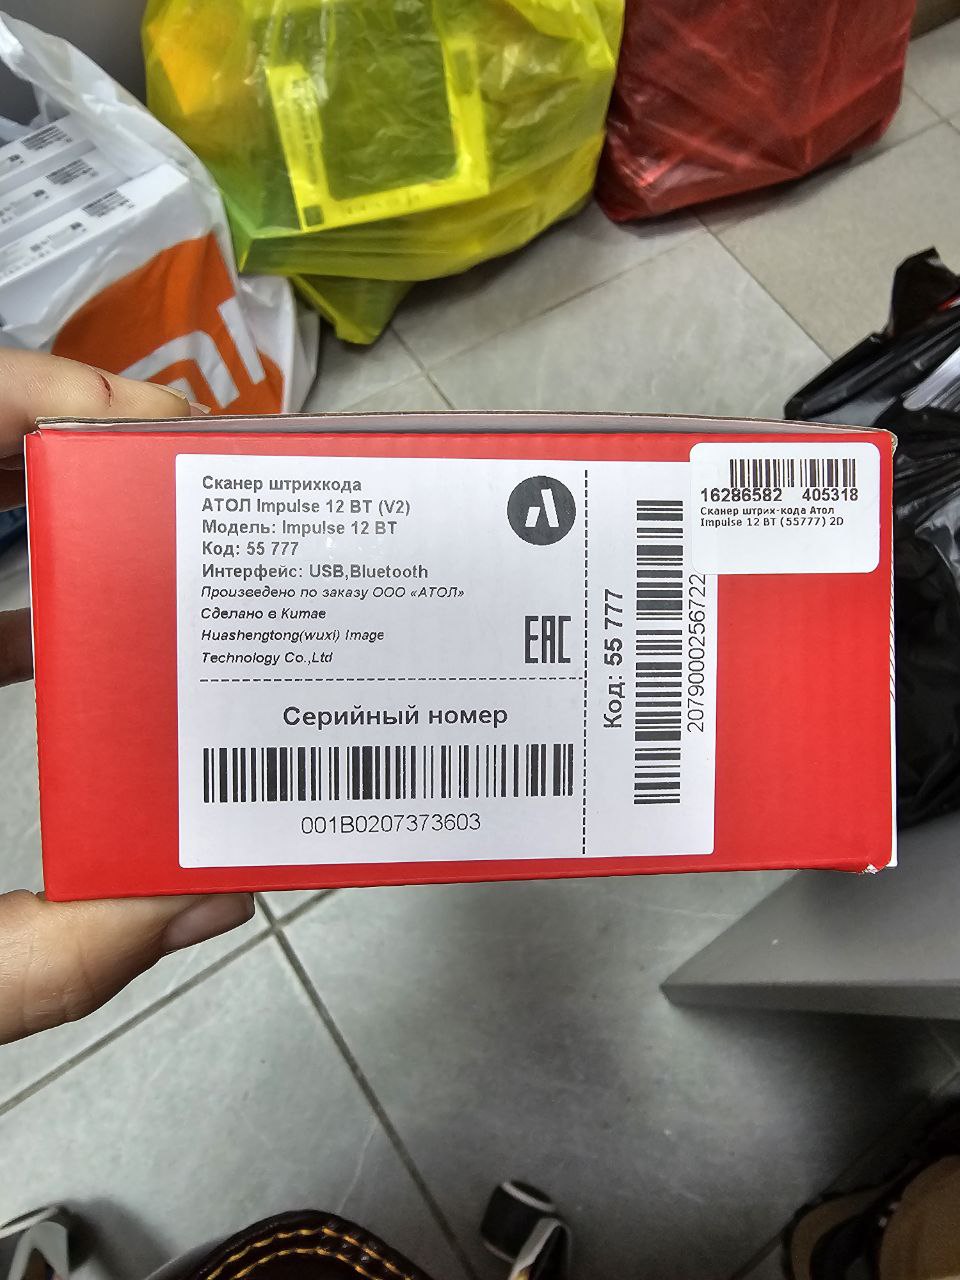 Сканер штрихкода
АТОЛ Impulse 12 BT (V2)
Модель: Impulse 12 BT
Код: 55 777
Интерфейс: USB,Bluetooth
Произведено по заказу ООО «АТОЛ»
Сделано в Китае
Huashengtong(wuxi) Image
Technology Co.,Ltd
EAC
Серийный номер
001B0207373603
Код: 55 777
2079000256722
16286582 405318
Сканер штрих-кода Атол
Impulse 12 BT (55777) 2D